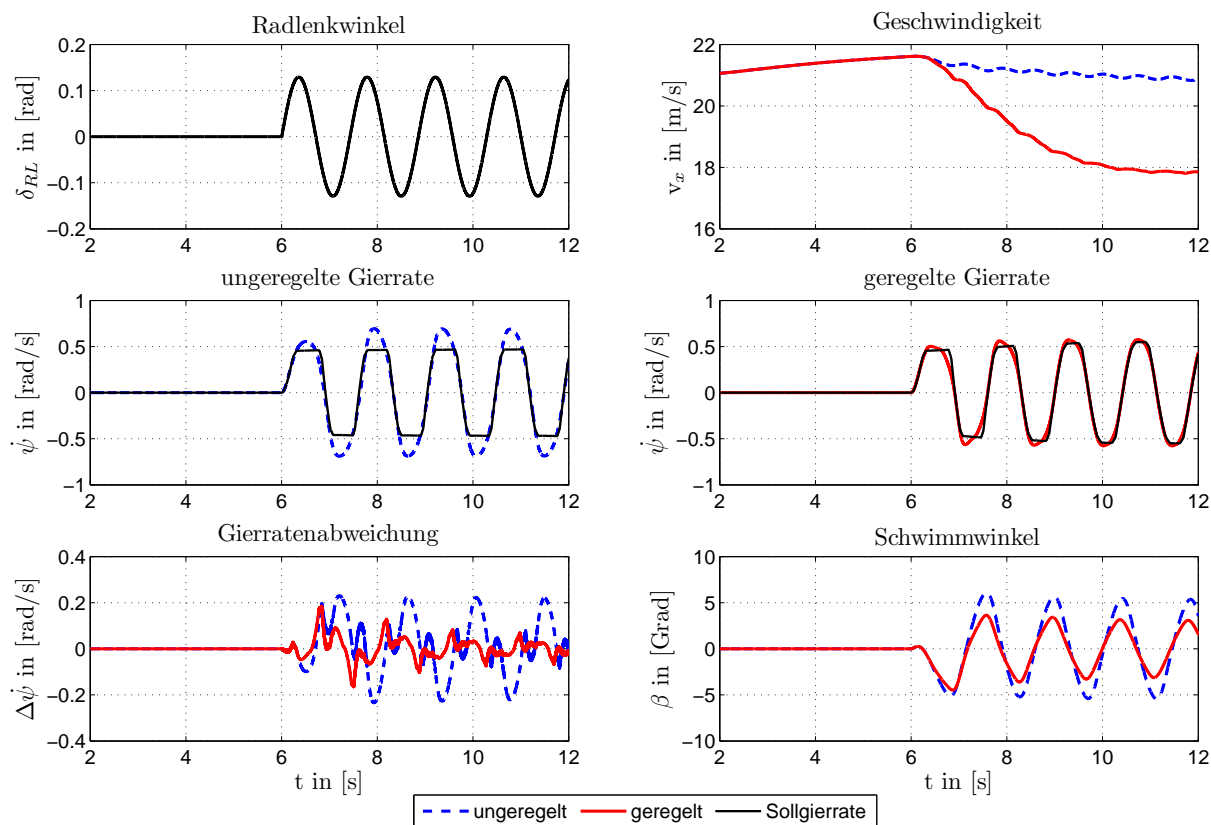 Radlenkwinkel
δ_RL in [rad]
0.2
0.1
0
−0.1
−0.2
2 4 6 8 10 12
Geschwindigkeit
v_x in [m/s]
22
20
18
16
2 4 6 8 10 12
ungeregelte Gierrate
ψ̇ in [rad/s]
1
0.5
0
−0.5
−1
2 4 6 8 10 12
geregelte Gierrate
ψ̇ in [rad/s]
1
0.5
0
−0.5
−1
2 4 6 8 10 12
Gierratenabweichung
Δψ̇ in [rad/s]
0.4
0.2
0
−0.2
−0.4
2 4 6 8 10 12
t in [s]
Schwimmwinkel
β in [Grad]
10
5
0
−5
−10
2 4 6 8 10 12
t in [s]
ungeregelt geregelt Sollgierrate